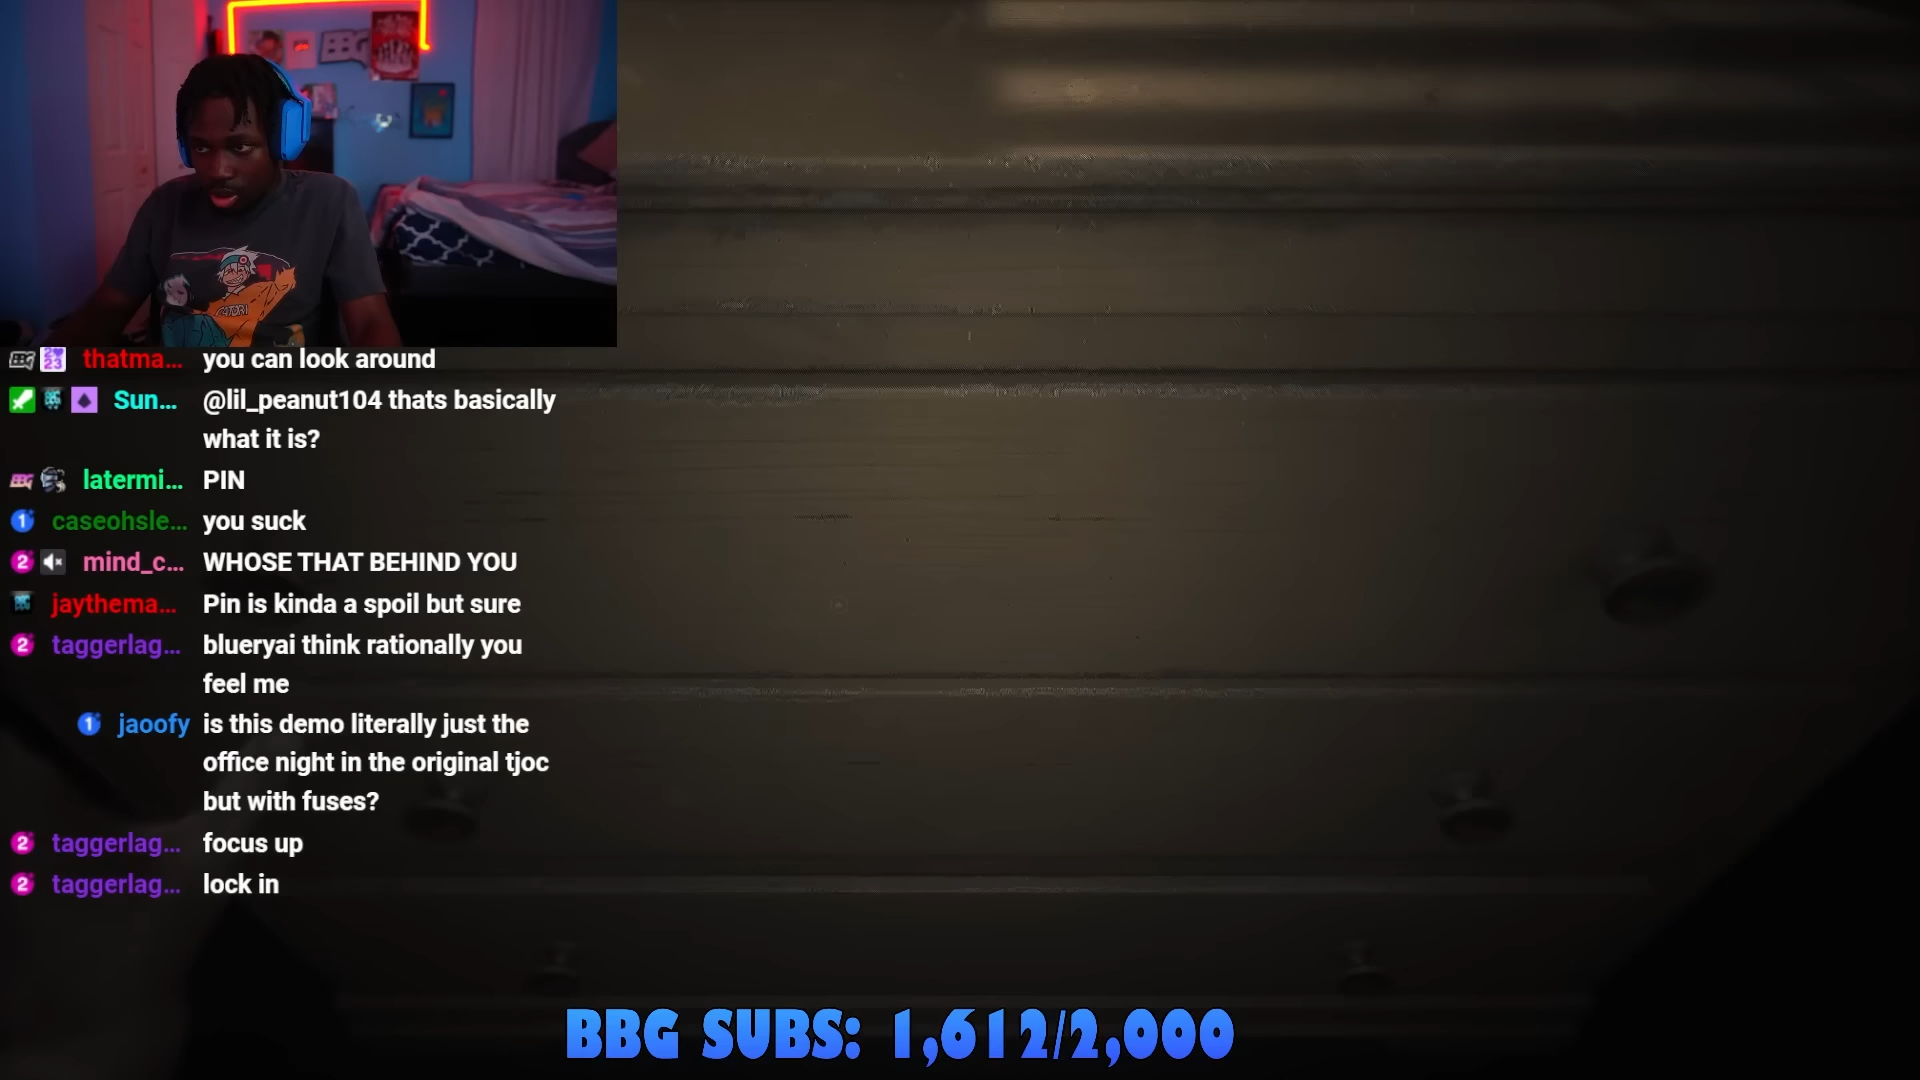 BBG
GATORI
thatma... you can look around
Sun... @lil_peanut104 thats basically
what it is?
latermi... PIN
caseohsle... you suck
mind_c... WHOSE THAT BEHIND YOU
jaythema... Pin is kinda a spoil but sure
taggerlag... blueryai think rationally you
feel me
jaoofy is this demo literally just the
office night in the original tjoc
but with fuses?
taggerlag... focus up
taggerlag... lock in
BBG SUBS: 1,612/2,000